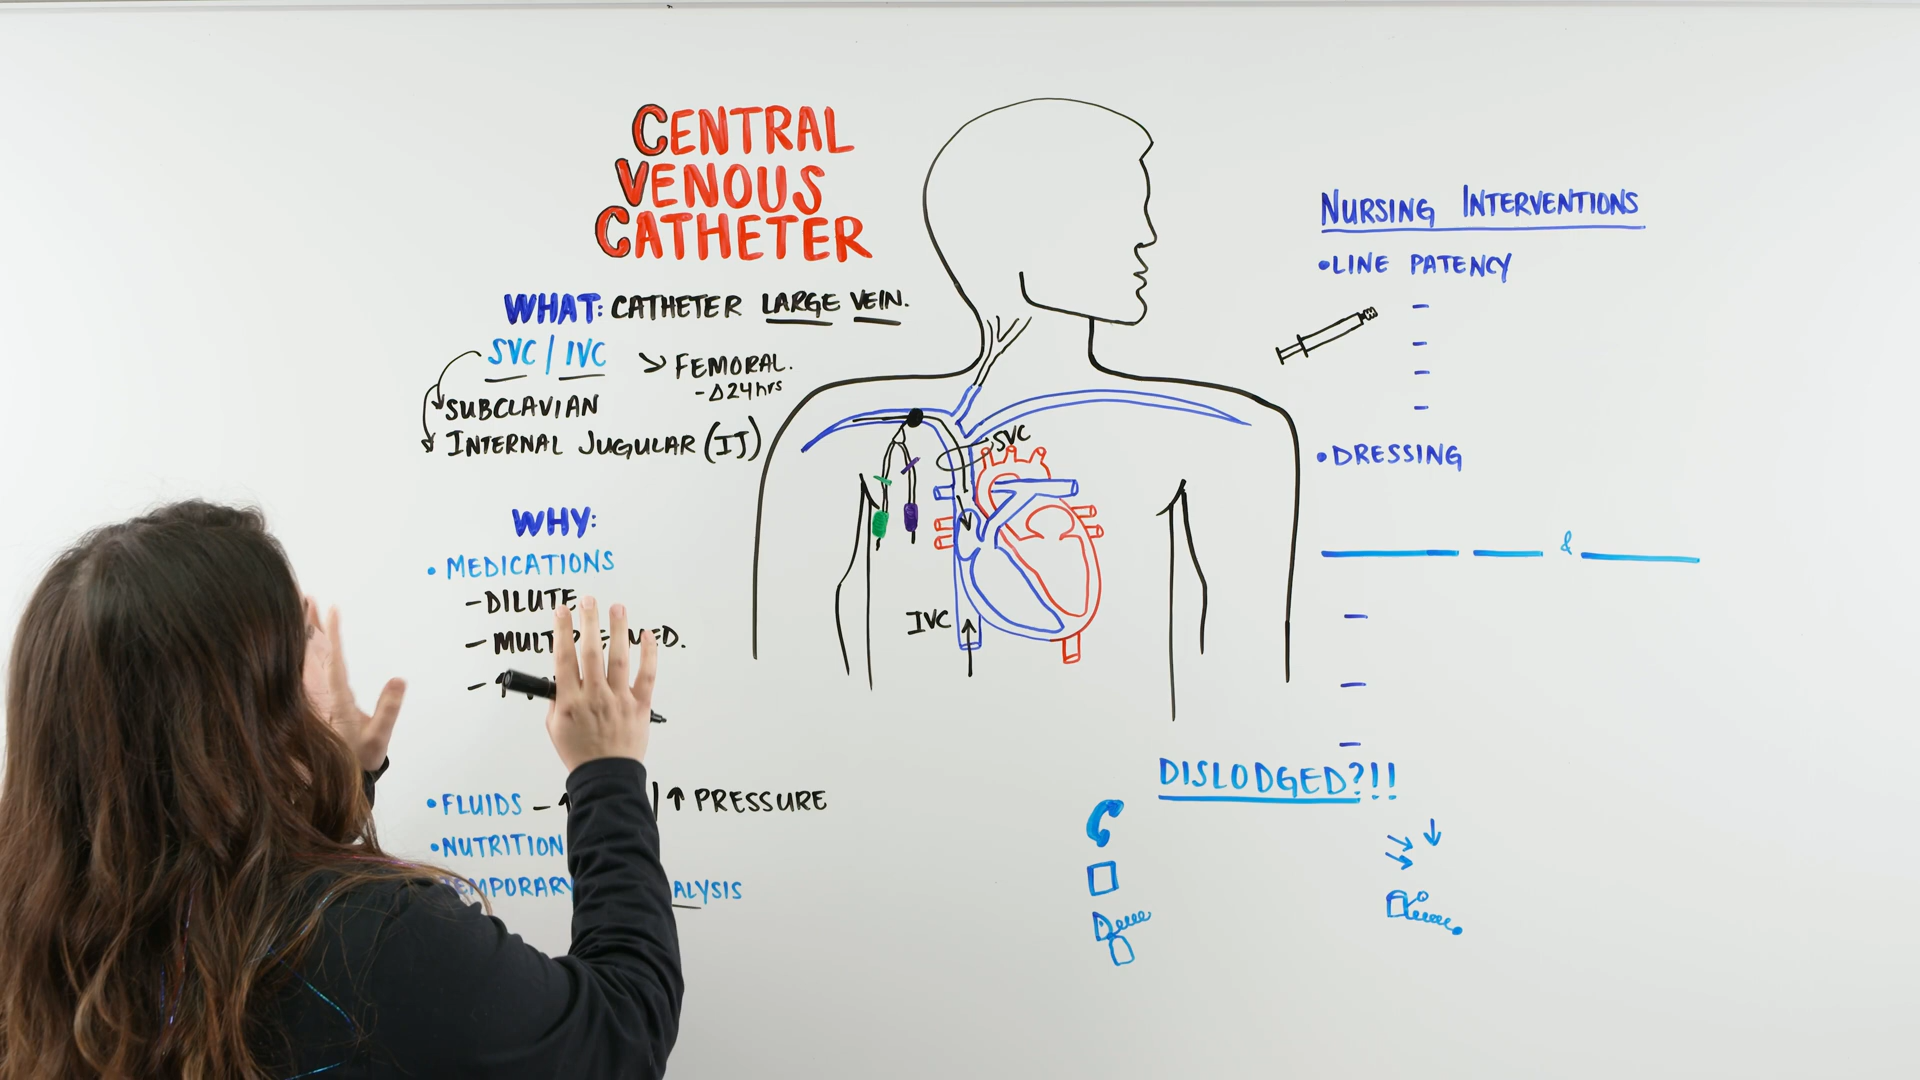 CENTRAL
VENOUS
CATHETER
WHAT: CATHETER LARGE VEIN.
SVC / IVC
FEMORAL.
- Δ24hrs
SUBCLAVIAN
INTERNAL JUGULAR (IJ)
WHY:
• MEDICATIONS
- DILUTE
-
-
• FLUIDS - ↑ PRESSURE
• NUTRITION
SVC
IVC
NURSING INTERVENTIONS
• LINE PATENCY
-
-
-
-
• DRESSING
&
-
-
-
DISLODGED?!!